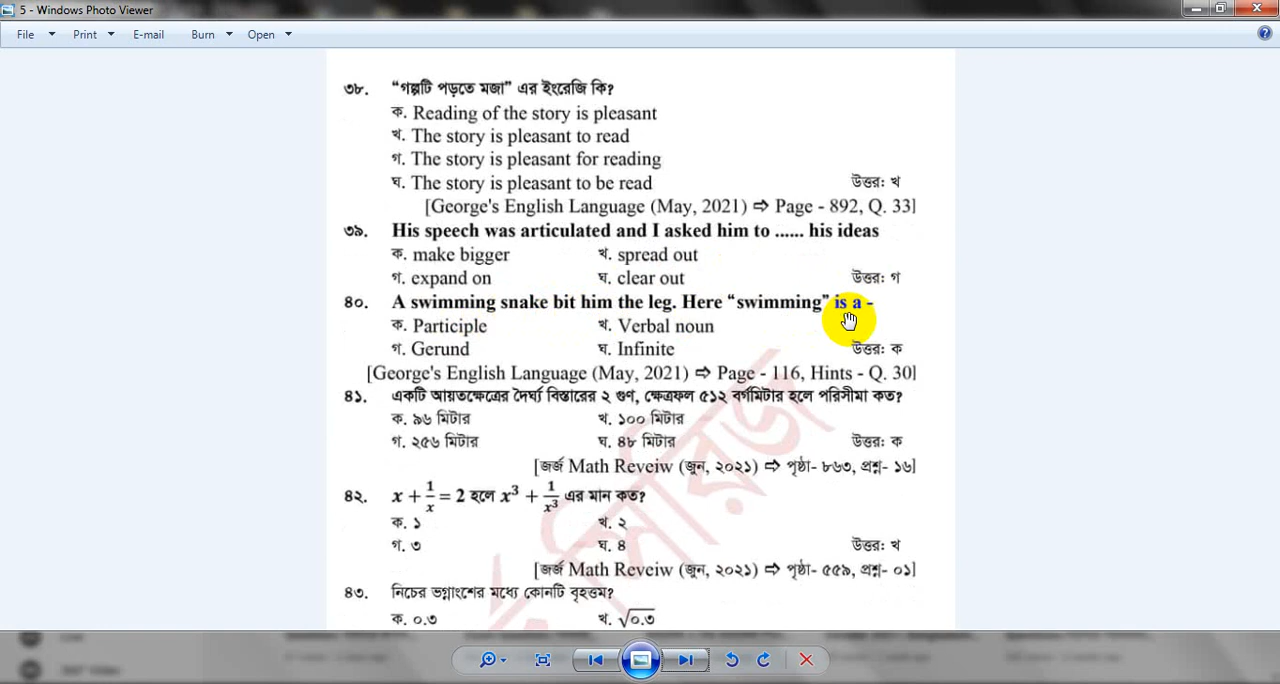 5 - Windows Photo Viewer
File Print E-mail Burn Open
৩৮. “গল্পটি পড়তে মজা” এর ইংরেজি কি?
ক. Reading of the story is pleasant
খ. The story is pleasant to read
গ. The story is pleasant for reading
ঘ. The story is pleasant to be read উত্তর: খ
[George's English Language (May, 2021) ⇨ Page - 892, Q. 33]
৩৯. His speech was articulated and I asked him to ...... his ideas
ক. make bigger খ. spread out
গ. expand on ঘ. clear out উত্তর: গ
৪০. A swimming snake bit him the leg. Here “swimming” is a -
ক. Participle খ. Verbal noun
গ. Gerund ঘ. Infinite উত্তর: ক
[George's English Language (May, 2021) ⇨ Page - 116, Hints - Q. 30]
৪১. একটি আয়তক্ষেত্রের দৈর্ঘ্য বিস্তারের ২ গুণ, ক্ষেত্রফল ৫১২ বর্গমিটার হলে পরিসীমা কত?
ক. ৯৬ মিটার খ. ১০০ মিটার
গ. ২৫৬ মিটার ঘ. ৪৮ মিটার উত্তর: ক
[জর্জ Math Reveiw (জুন, ২০২১) ⇨ পৃষ্ঠা- ৮৬৩, প্রশ্ন- ১৬]
৪২. x + 1/x = 2 হলে x³ + 1/x³ এর মান কত?
ক. ১ খ. ২
গ. ৩ ঘ. ৪ উত্তর: খ
[জর্জ Math Reveiw (জুন, ২০২১) ⇨ পৃষ্ঠা- ৫৫৯, প্রশ্ন- ০১]
৪৩. নিচের ভগ্নাংশের মধ্যে কোনটি বৃহত্তম?
ক. ০.৩ খ. √০.৩